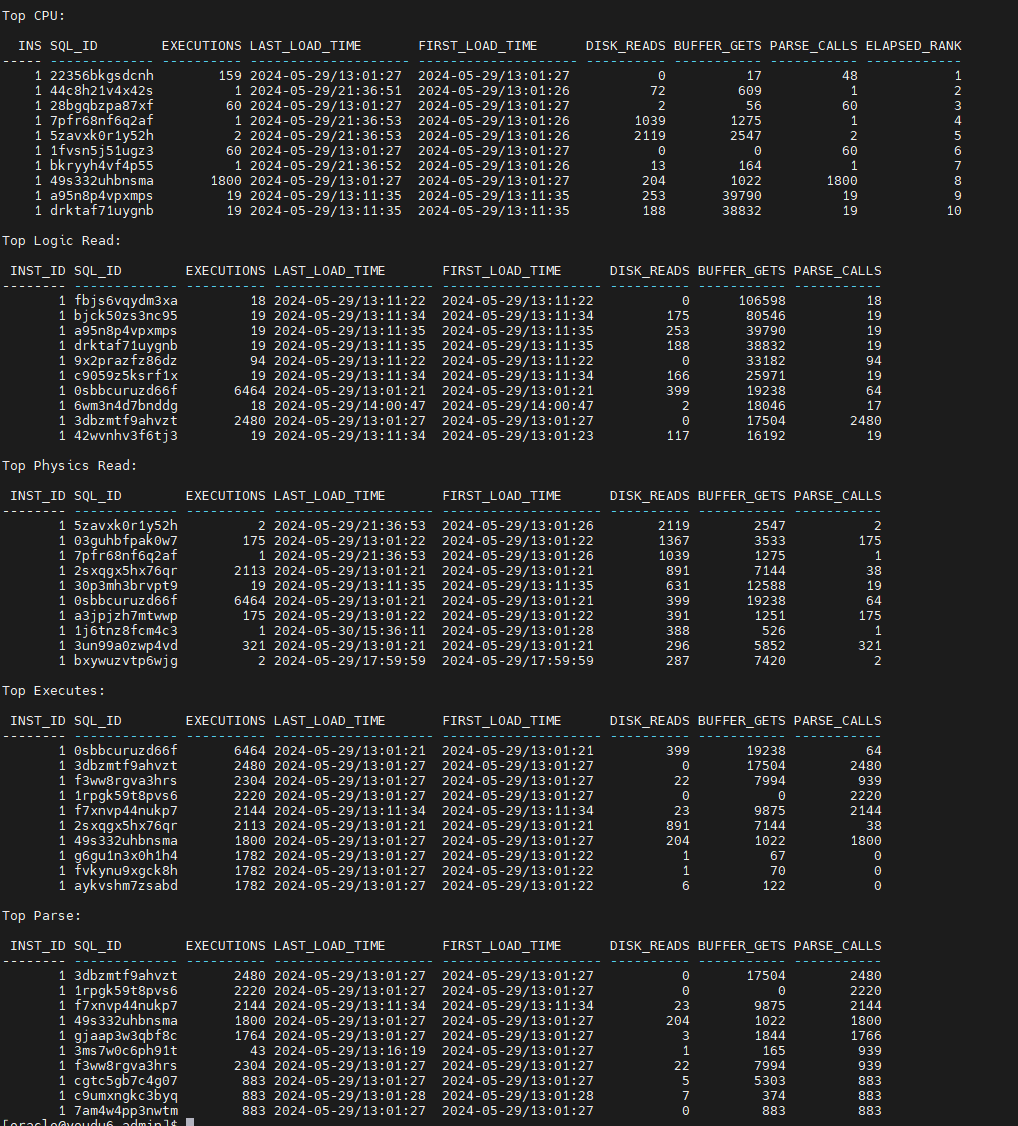 Top CPU:
INS SQL_ID EXECUTIONS LAST_LOAD_TIME FIRST_LOAD_TIME DISK_READS BUFFER_GETS PARSE_CALLS ELAPSED_RANK
----- ------------- ---------- ------------------- ------------------- ---------- ----------- ----------- ------------
1 22356bkgsdcnh 159 2024-05-29/13:01:27 2024-05-29/13:01:27 0 17 48 1
1 44c8h21v4x42s 1 2024-05-29/21:36:51 2024-05-29/13:01:26 72 609 1 2
1 28bgqbzpa87xf 60 2024-05-29/13:01:27 2024-05-29/13:01:27 2 56 60 3
1 7pfr68nf6q2af 1 2024-05-29/21:36:53 2024-05-29/13:01:26 1039 1275 1 4
1 5zavxk0r1y52h 2 2024-05-29/21:36:53 2024-05-29/13:01:26 2119 2547 2 5
1 1fvsn5j51ugz3 60 2024-05-29/13:01:27 2024-05-29/13:01:27 0 0 60 6
1 bkryyh4vf4p55 1 2024-05-29/21:36:52 2024-05-29/13:01:26 13 164 1 7
1 49s332uhbnsma 1800 2024-05-29/13:01:27 2024-05-29/13:01:27 204 1022 1800 8
1 a95n8p4vpxmps 19 2024-05-29/13:11:35 2024-05-29/13:11:35 253 39790 19 9
1 drktaf71uygnb 19 2024-05-29/13:11:35 2024-05-29/13:11:35 188 38832 19 10
Top Logic Read:
INST_ID SQL_ID EXECUTIONS LAST_LOAD_TIME FIRST_LOAD_TIME DISK_READS BUFFER_GETS PARSE_CALLS
-------- ------------- ---------- -------------------- -------------------- ---------- ----------- -----------
1 fbjs6vqydm3xa 18 2024-05-29/13:11:22 2024-05-29/13:11:22 0 106598 18
1 bjck50zs3nc95 19 2024-05-29/13:11:34 2024-05-29/13:11:34 175 80546 19
1 a95n8p4vpxmps 19 2024-05-29/13:11:35 2024-05-29/13:11:35 253 39790 19
1 drktaf71uygnb 19 2024-05-29/13:11:35 2024-05-29/13:11:35 188 38832 19
1 9x2prazfz86dz 94 2024-05-29/13:11:22 2024-05-29/13:11:22 0 33182 94
1 c9059z5ksrf1x 19 2024-05-29/13:11:34 2024-05-29/13:11:34 166 25971 19
1 0sbbcuruzd66f 6464 2024-05-29/13:01:21 2024-05-29/13:01:21 399 19238 64
1 6wm3n4d7bnddg 18 2024-05-29/14:00:47 2024-05-29/14:00:47 2 18046 17
1 3dbzmtf9ahvzt 2480 2024-05-29/13:01:27 2024-05-29/13:01:27 0 17504 2480
1 42wvnhv3f6tj3 19 2024-05-29/13:11:34 2024-05-29/13:01:23 117 16192 19
Top Physics Read:
INST_ID SQL_ID EXECUTIONS LAST_LOAD_TIME FIRST_LOAD_TIME DISK_READS BUFFER_GETS PARSE_CALLS
-------- ------------- ---------- -------------------- -------------------- ---------- ----------- -----------
1 5zavxk0r1y52h 2 2024-05-29/21:36:53 2024-05-29/13:01:26 2119 2547 2
1 03guhbfpak0w7 175 2024-05-29/13:01:22 2024-05-29/13:01:22 1367 3533 175
1 7pfr68nf6q2af 1 2024-05-29/21:36:53 2024-05-29/13:01:26 1039 1275 1
1 2sxqgx5hx76qr 2113 2024-05-29/13:01:21 2024-05-29/13:01:21 891 7144 38
1 30p3mh3brvpt9 19 2024-05-29/13:11:35 2024-05-29/13:11:35 631 12588 19
1 0sbbcuruzd66f 6464 2024-05-29/13:01:21 2024-05-29/13:01:21 399 19238 64
1 a3jpjzh7mtwwp 175 2024-05-29/13:01:22 2024-05-29/13:01:22 391 1251 175
1 1j6tnz8fcm4c3 1 2024-05-30/15:36:11 2024-05-29/13:01:28 388 526 1
1 3un99a0zwp4vd 321 2024-05-29/13:01:21 2024-05-29/13:01:21 296 5852 321
1 bxywuzvtp6wjg 2 2024-05-29/17:59:59 2024-05-29/17:59:59 287 7420 2
Top Executes:
INST_ID SQL_ID EXECUTIONS LAST_LOAD_TIME FIRST_LOAD_TIME DISK_READS BUFFER_GETS PARSE_CALLS
-------- ------------- ---------- -------------------- -------------------- ---------- ----------- -----------
1 0sbbcuruzd66f 6464 2024-05-29/13:01:21 2024-05-29/13:01:21 399 19238 64
1 3dbzmtf9ahvzt 2480 2024-05-29/13:01:27 2024-05-29/13:01:27 0 17504 2480
1 f3ww8rgva3hrs 2304 2024-05-29/13:01:27 2024-05-29/13:01:27 22 7994 939
1 1rpgk59t8pvs6 2220 2024-05-29/13:01:27 2024-05-29/13:01:27 0 0 2220
1 f7xnvp44nukp7 2144 2024-05-29/13:11:34 2024-05-29/13:11:34 23 9875 2144
1 2sxqgx5hx76qr 2113 2024-05-29/13:01:21 2024-05-29/13:01:21 891 7144 38
1 49s332uhbnsma 1800 2024-05-29/13:01:27 2024-05-29/13:01:27 204 1022 1800
1 g6gu1n3x0h1h4 1782 2024-05-29/13:01:27 2024-05-29/13:01:22 1 67 0
1 fvkynu9xgck8h 1782 2024-05-29/13:01:27 2024-05-29/13:01:22 1 70 0
1 aykvshm7zsabd 1782 2024-05-29/13:01:27 2024-05-29/13:01:22 6 122 0
Top Parse:
INST_ID SQL_ID EXECUTIONS LAST_LOAD_TIME FIRST_LOAD_TIME DISK_READS BUFFER_GETS PARSE_CALLS
-------- ------------- ---------- -------------------- -------------------- ---------- ----------- -----------
1 3dbzmtf9ahvzt 2480 2024-05-29/13:01:27 2024-05-29/13:01:27 0 17504 2480
1 1rpgk59t8pvs6 2220 2024-05-29/13:01:27 2024-05-29/13:01:27 0 0 2220
1 f7xnvp44nukp7 2144 2024-05-29/13:11:34 2024-05-29/13:11:34 23 9875 2144
1 49s332uhbnsma 1800 2024-05-29/13:01:27 2024-05-29/13:01:27 204 1022 1800
1 gjaap3w3qbf8c 1764 2024-05-29/13:01:27 2024-05-29/13:01:27 3 1844 1766
1 3ms7w0c6ph91t 43 2024-05-29/13:16:19 2024-05-29/13:01:27 1 165 939
1 f3ww8rgva3hrs 2304 2024-05-29/13:01:27 2024-05-29/13:01:27 22 7994 939
1 cgtc5gb7c4g07 883 2024-05-29/13:01:27 2024-05-29/13:01:27 5 5303 883
1 c9umxngkc3byq 883 2024-05-29/13:01:28 2024-05-29/13:01:28 7 374 883
1 7am4w4pp3nwtm 883 2024-05-29/13:01:27 2024-05-29/13:01:27 0 883 883